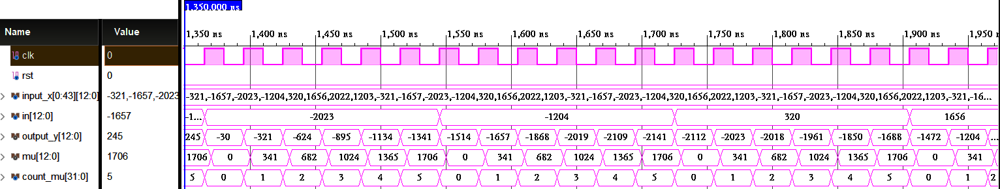 1,350.000 ns
Name Value 1,350 ns 1,400 ns 1,450 ns 1,500 ns 1,550 ns 1,600 ns 1,650 ns 1,700 ns 1,750 ns 1,800 ns 1,850 ns 1,900 ns 1,950 n
clk 0
rst 0
input_x[0:43][12:0] -321,-1657,-2023 -321,-1657,-2023,-1204,320,1656,2022,1203,-321,-1657,-2023,-1204,320,1656,2022,1203,-321,-1657,-2023,-1204,320,1656,2022,1203,-321,-1657,-2023,-1204,320,1656,2022,1203,-321,-16...
in[12:0] -1657 -1... -2023 -1204 320 1656
output_y[12:0] 245 245 -30 -321 -624 -895 -1134 -1341 -1514 -1657 -1868 -2019 -2109 -2141 -2112 -2023 -2018 -1961 -1850 -1688 -1472 -1204 ...
mu[12:0] 1706 1706 0 341 682 1024 1365 1706 0 341 682 1024 1365 1706 0 341 682 1024 1365 1706 0 341
count_mu[31:0] 5 5 0 1 2 3 4 5 0 1 2 3 4 5 0 1 2 3 4 5 0 1 2